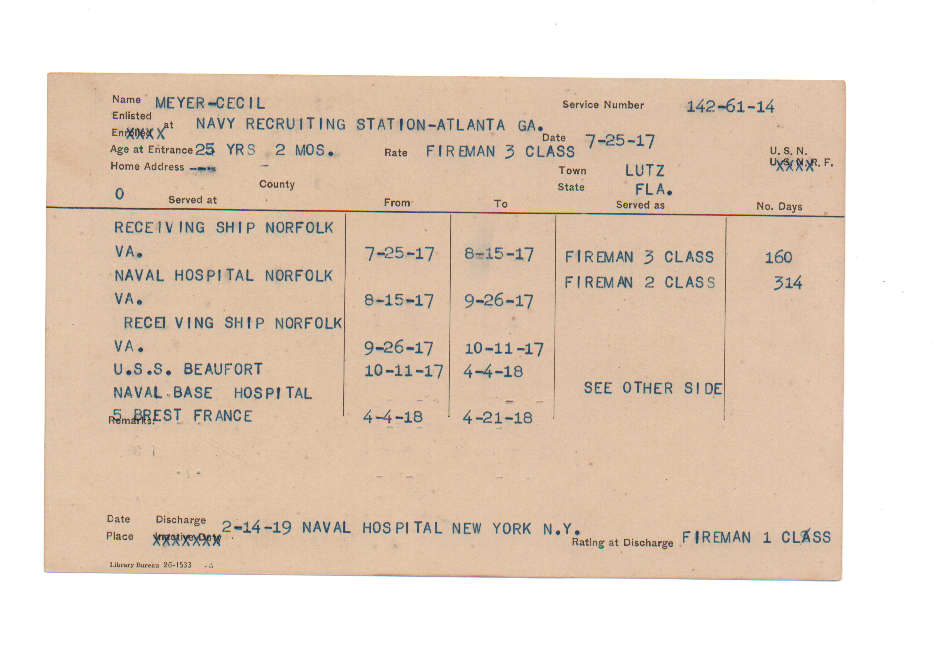 Name MEYER-CECIL Service Number 142-61-14
Enlisted
Enrolled at NAVY RECRUITING STATION-ATLANTA GA. Date 7-25-17
Age at Entrance 25 YRS 2 MOS. Rate FIREMAN 3 CLASS U. S. N.
Home Address --- - Town LUTZ U. S. N. R. F.
County State FLA.
0 Served at From To Served as No. Days
RECEIVING SHIP NORFOLK
VA. 7-25-17 8-15-17 FIREMAN 3 CLASS 160
NAVAL HOSPITAL NORFOLK FIREMAN 2 CLASS 314
VA. 8-15-17 9-26-17
RECEIVING SHIP NORFOLK
VA. 9-26-17 10-11-17
U.S.S. BEAUFORT 10-11-17 4-4-18
NAVAL BASE HOSPITAL SEE OTHER SIDE
5 BREST FRANCE 4-4-18 4-21-18
Remarks:
Date Discharge 2-14-19 NAVAL HOSPITAL NEW YORK N.Y.
Place Inactive Duty Rating at Discharge FIREMAN 1 CLASS
Library Bureau 26-1533